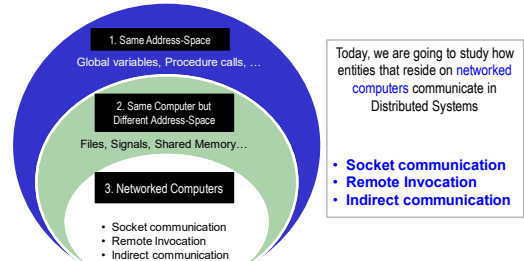 1. Same Address-Space
Global variables, Procedure calls, …
2. Same Computer but
Different Address-Space
Files, Signals, Shared Memory…
3. Networked Computers
• Socket communication
• Remote Invocation
• Indirect communication
Today, we are going to study how
entities that reside on networked
computers communicate in
Distributed Systems
• Socket communication
• Remote Invocation
• Indirect communication